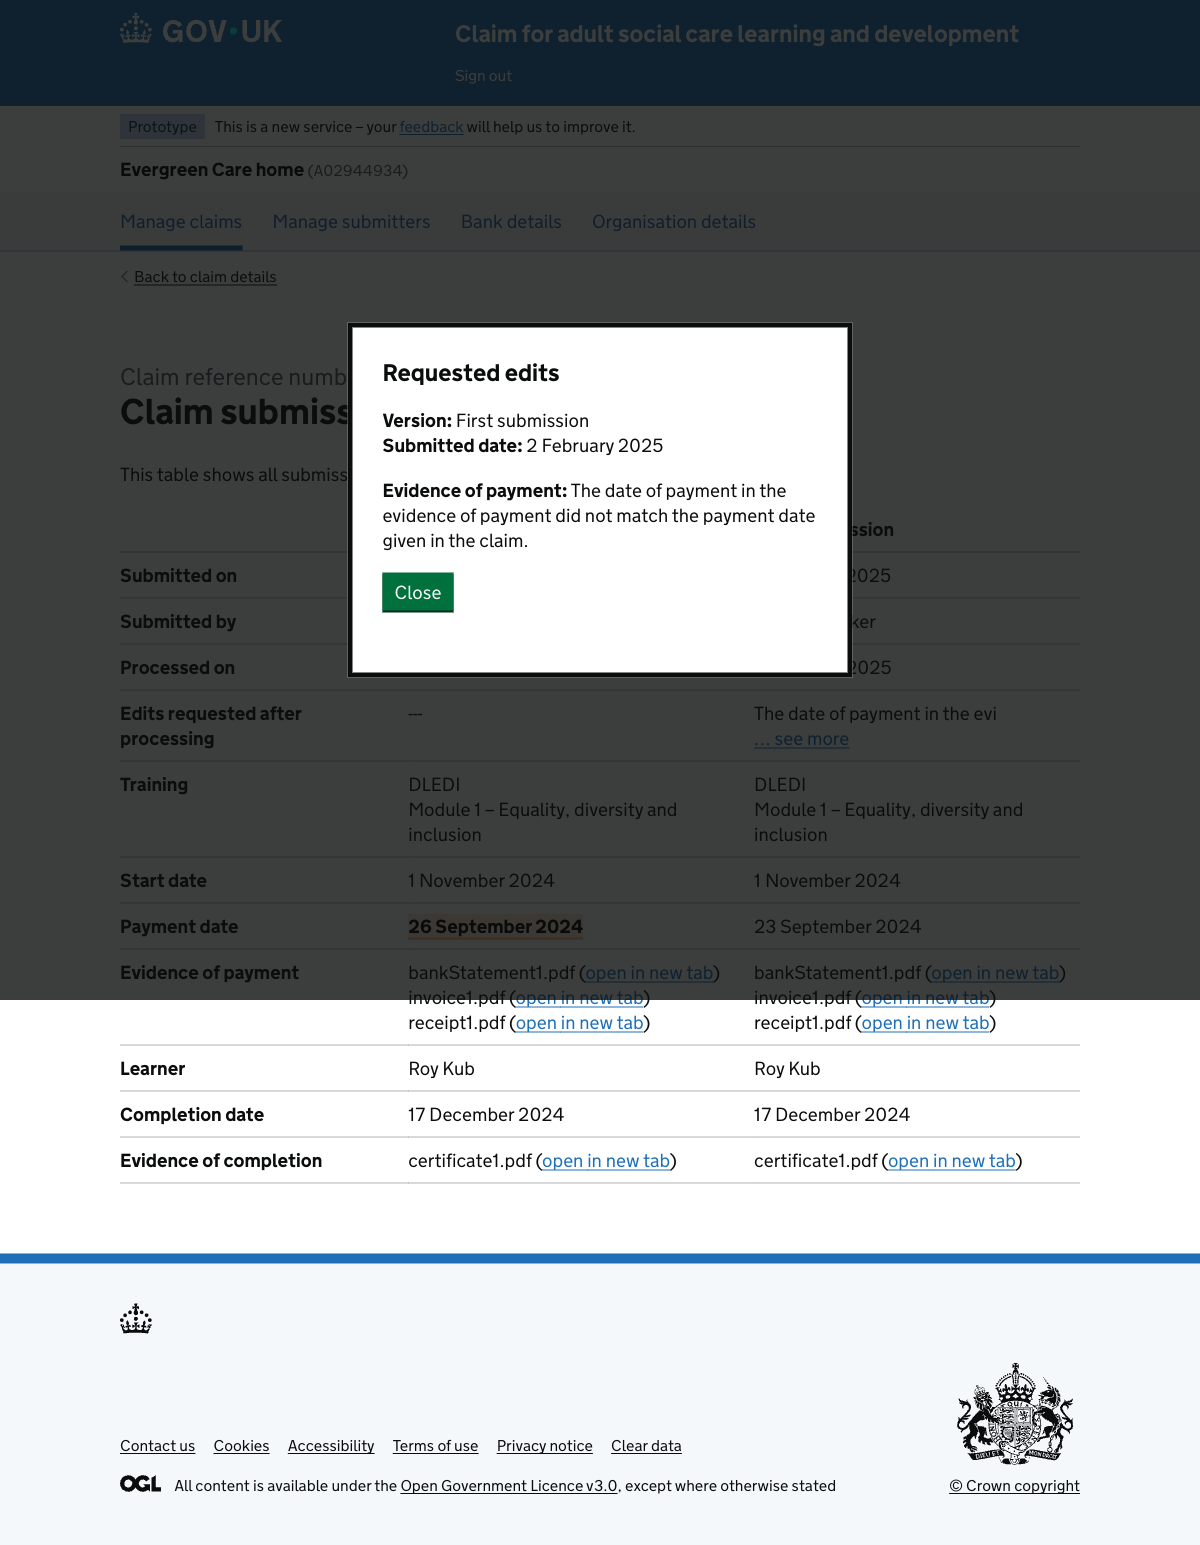 GOV·UK
Claim for adult social care learning and development
Sign out
Prototype This is a new service – your feedback will help us to improve it.
Evergreen Care home (A02944934)
Manage claims Manage submitters Bank details Organisation details
Back to claim details
Claim reference numb
Claim submiss
This table shows all submiss
Requested edits
Version: First submission
Submitted date: 2 February 2025
Evidence of payment: The date of payment in the
evidence of payment did not match the payment date
given in the claim.
Close
ssion
Submitted on 2025
Submitted by ker
Processed on 2025
Edits requested after
processing
---
The date of payment in the evi
... see more
Training
DLEDI
Module 1 – Equality, diversity and
inclusion
DLEDI
Module 1 – Equality, diversity and
inclusion
Start date 1 November 2024 1 November 2024
Payment date 26 September 2024 23 September 2024
Evidence of payment bankStatement1.pdf (open in new tab) bankStatement1.pdf (open in new tab)
invoice1.pdf (open in new tab) invoice1.pdf (open in new tab)
receipt1.pdf (open in new tab) receipt1.pdf (open in new tab)
Learner Roy Kub Roy Kub
Completion date 17 December 2024 17 December 2024
Evidence of completion certificate1.pdf (open in new tab) certificate1.pdf (open in new tab)
Contact us Cookies Accessibility Terms of use Privacy notice Clear data
OGL All content is available under the Open Government Licence v3.0, except where otherwise stated
© Crown copyright